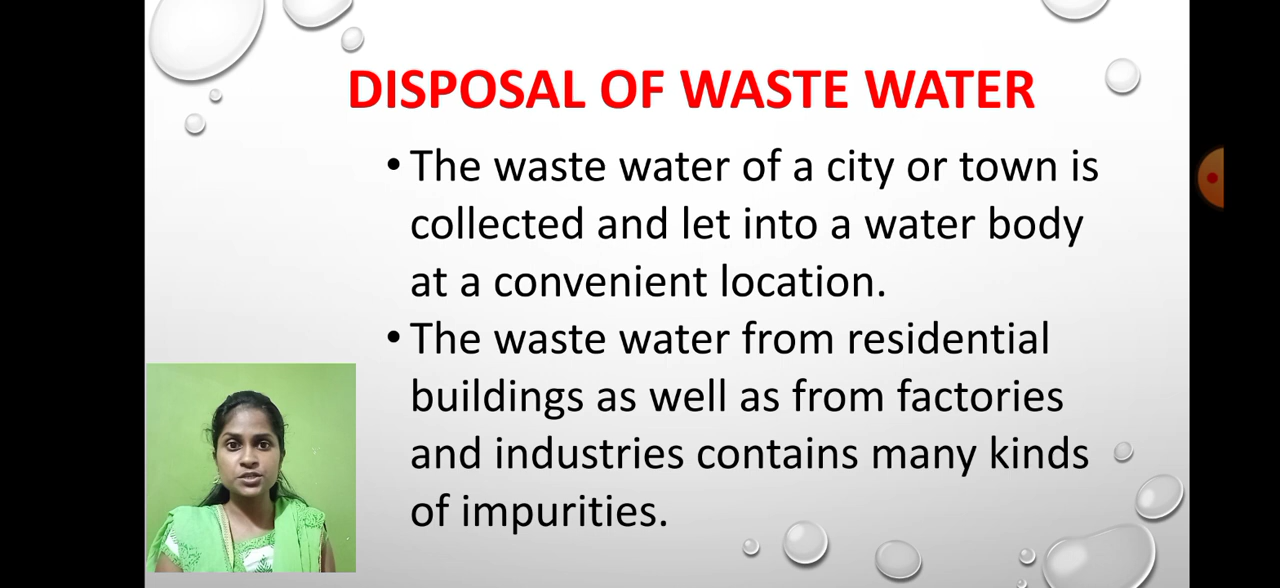 DISPOSAL OF WASTE WATER
• The waste water of a city or town is
collected and let into a water body
at a convenient location.
• The waste water from residential
buildings as well as from factories
and industries contains many kinds
of impurities.